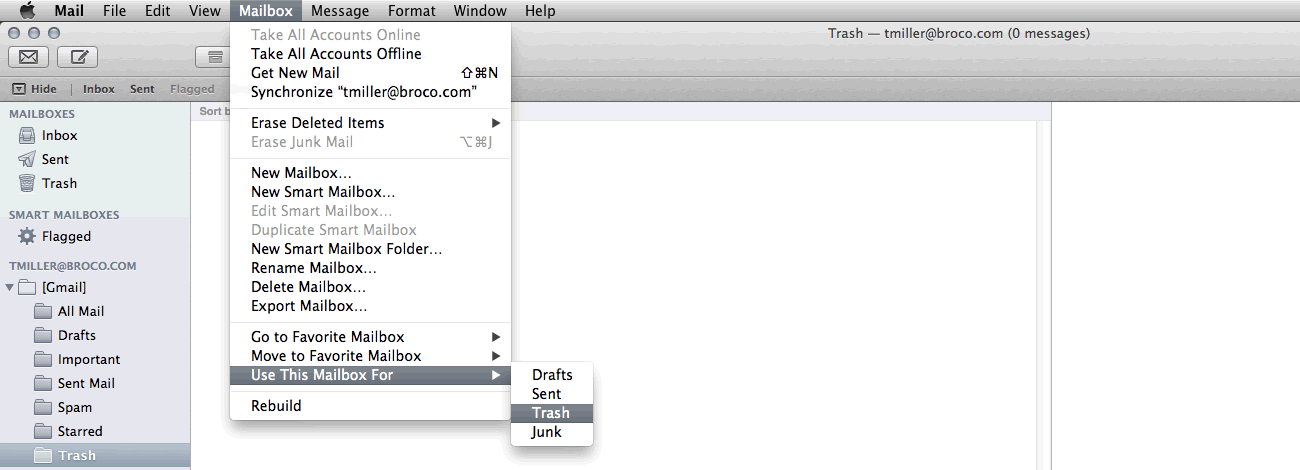 Mail File Edit View Mailbox Message Format Window Help
Trash — tmiller@broco.com (0 messages)
Hide Inbox Sent Flagged
Sort b
MAILBOXES
Inbox
Sent
Trash
SMART MAILBOXES
Flagged
TMILLER@BROCO.COM
[Gmail]
All Mail
Drafts
Important
Sent Mail
Spam
Starred
Trash
Take All Accounts Online
Take All Accounts Offline
Get New Mail ⇧⌘N
Synchronize “tmiller@broco.com”
Erase Deleted Items
Erase Junk Mail ⌥⌘J
New Mailbox...
New Smart Mailbox...
Edit Smart Mailbox...
Duplicate Smart Mailbox
New Smart Mailbox Folder...
Rename Mailbox...
Delete Mailbox...
Export Mailbox...
Go to Favorite Mailbox
Move to Favorite Mailbox
Use This Mailbox For
Rebuild
Drafts
Sent
Trash
Junk